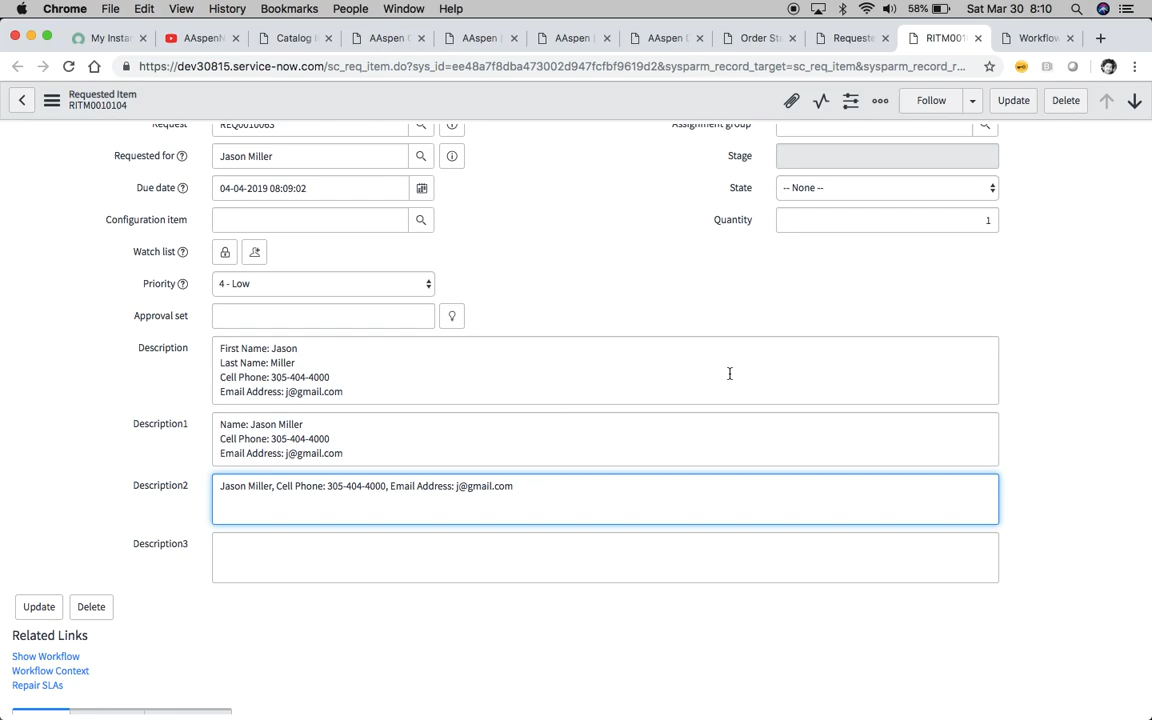 Chrome File Edit View History Bookmarks People Window Help 58% Sat Mar 30 8:10
My Insta AAspenN Catalog AAspen AAspen AAspen AAspen Order St Requeste RITM001 Workflow
https://dev30815.service-now.com/sc_req_item.do?sys_id=ee48a7f8dba473002d947fcfbf9619d2&sysparm_record_target=sc_req_item&sysparm_record_r...
Requested Item
RITM0010104
Follow Update Delete
Request REQ0010063 Assignment group
Requested for Jason Miller Stage
Due date 04-04-2019 08:09:02 State -- None --
Configuration item Quantity 1
Watch list
Priority 4 - Low
Approval set
Description First Name: Jason
Last Name: Miller
Cell Phone: 305-404-4000
Email Address: j@gmail.com
Description1 Name: Jason Miller
Cell Phone: 305-404-4000
Email Address: j@gmail.com
Description2 Jason Miller, Cell Phone: 305-404-4000, Email Address: j@gmail.com
Description3
Update Delete
Related Links
Show Workflow
Workflow Context
Repair SLAs